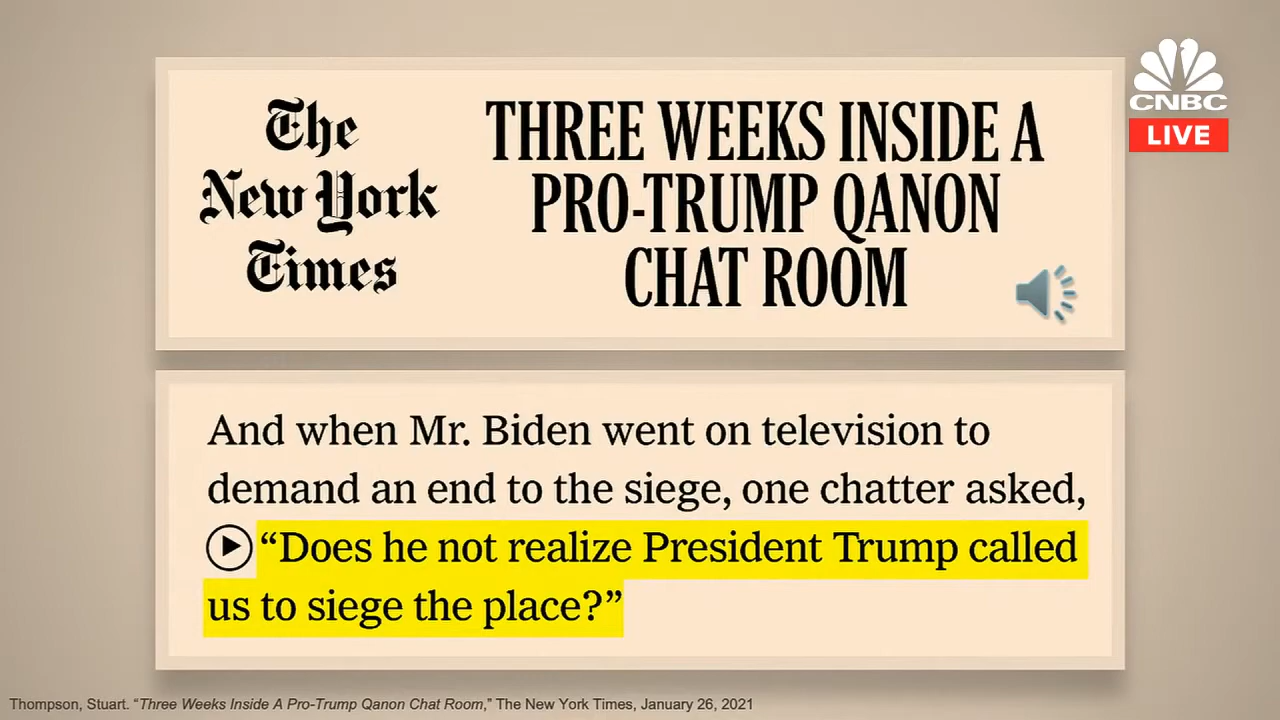 The
New York
Times
THREE WEEKS INSIDE A
PRO-TRUMP QANON
CHAT ROOM
CNBC
LIVE
And when Mr. Biden went on television to
demand an end to the siege, one chatter asked,
“Does he not realize President Trump called
us to siege the place?”
Thompson, Stuart. “Three Weeks Inside A Pro-Trump Qanon Chat Room,” The New York Times, January 26, 2021